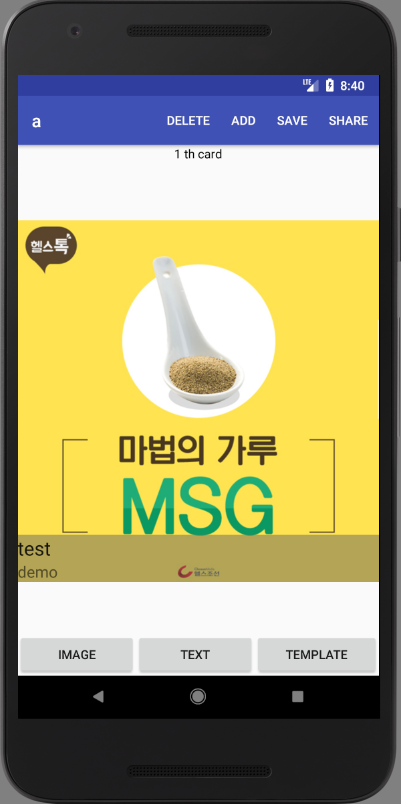 LTE 8:40
a DELETE ADD SAVE SHARE
1 th card
헬스톡
마법의 가루
MSG
test
demo
헬스조선
IMAGE TEXT TEMPLATE